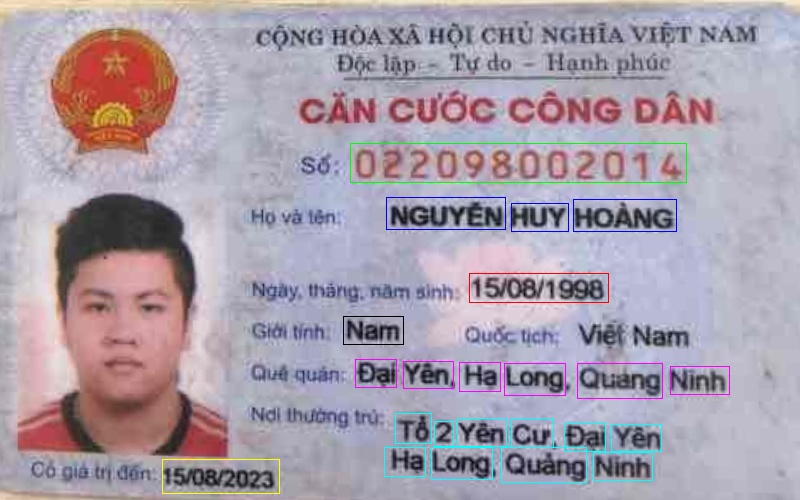 CỘNG HÒA XÃ HỘI CHỦ NGHĨA VIỆT NAM
Độc lập - Tự do - Hạnh phúc
CĂN CƯỚC CÔNG DÂN
Số: 022098002014
Họ và tên: NGUYỄN HUY HOÀNG
Ngày, tháng, năm sinh: 15/08/1998
Giới tính: Nam Quốc tịch: Việt Nam
Quê quán: Đại Yên, Hạ Long, Quảng Ninh
Nơi thường trú: Tổ 2 Yên Cư, Đại Yên
Hạ Long, Quảng Ninh
Có giá trị đến: 15/08/2023